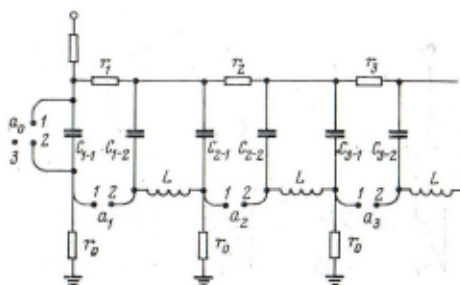 r₁ r₂ r₃
a₀ 1 2 3
C₁₋₁ C₁₋₂ C₂₋₁ C₂₋₂ C₃₋₁ C₃₋₂
L L L
1 2 1 2 1 2
a₁ a₂ a₃
r₀ r₀ r₀